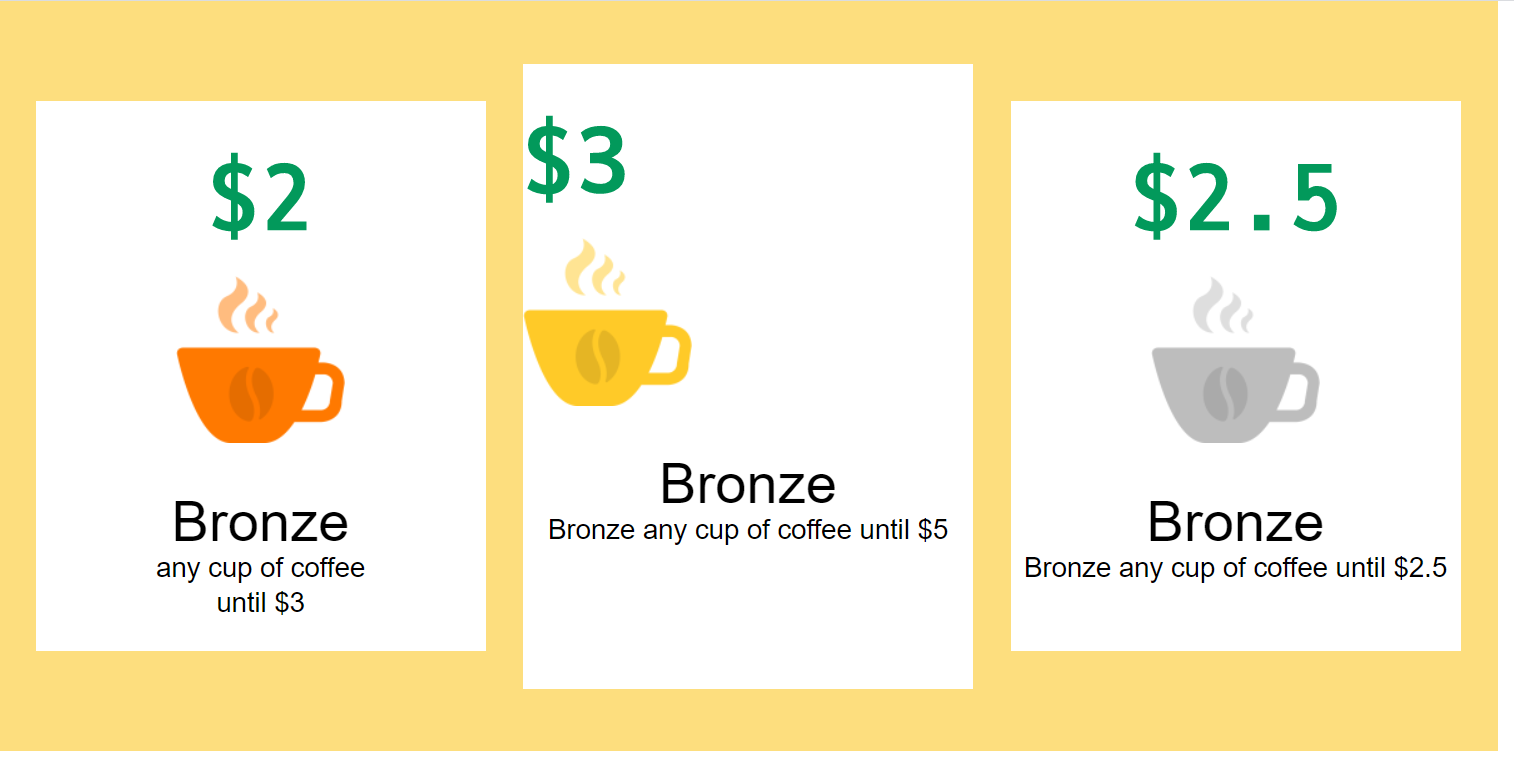 $2
Bronze
any cup of coffee
until $3
$3
Bronze
Bronze any cup of coffee until $5
$2.5
Bronze
Bronze any cup of coffee until $2.5